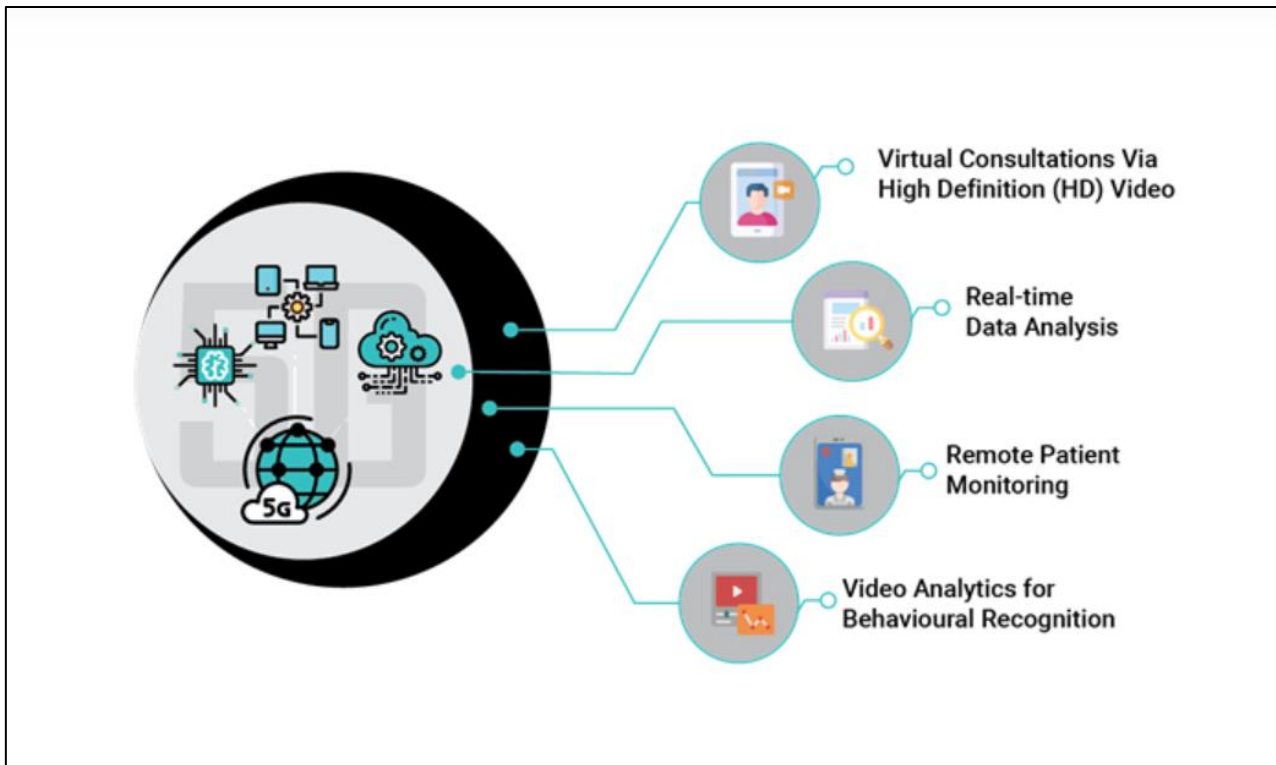 Virtual Consultations Via
High Definition (HD) Video
Real-time
Data Analysis
Remote Patient
Monitoring
Video Analytics for
Behavioural Recognition
5G